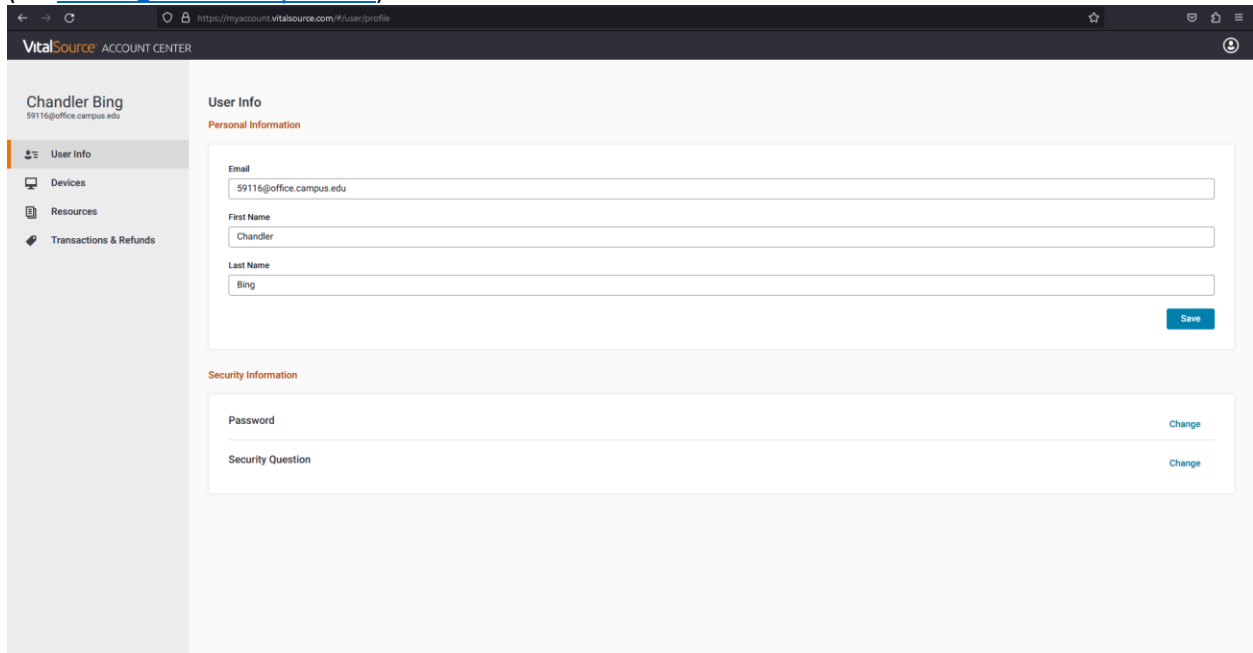 https://myaccount.vitalsource.com/#/user/profile
VitalSource ACCOUNT CENTER
Chandler Bing
59116@office.campus.edu
User Info
Devices
Resources
Transactions & Refunds
User Info
Personal Information
Email
59116@office.campus.edu
First Name
Chandler
Last Name
Bing
Save
Security Information
Password
Change
Security Question
Change